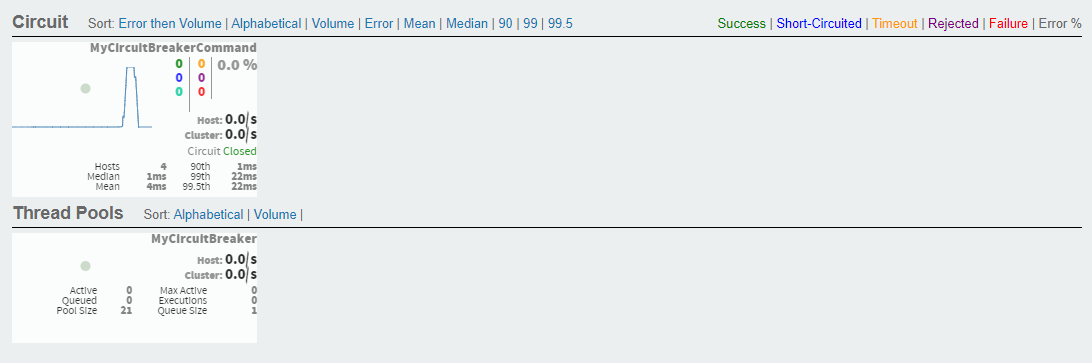 Circuit Sort: Error then Volume | Alphabetical | Volume | Error | Mean | Median | 90 | 99 | 99.5 Success | Short-Circuited | Timeout | Rejected | Failure | Error %
MyCircuitBreakerCommand
0 0 0.0 %
0 0
0 0
Host: 0.0/s
Cluster: 0.0/s
Circuit Closed
Hosts 4 90th 1ms
Median 1ms 99th 22ms
Mean 4ms 99.5th 22ms
Thread Pools Sort: Alphabetical | Volume |
MyCircuitBreaker
Host: 0.0/s
Cluster: 0.0/s
Active 0 Max Active 0
Queued 0 Executions 0
Pool Size 21 Queue Size 1